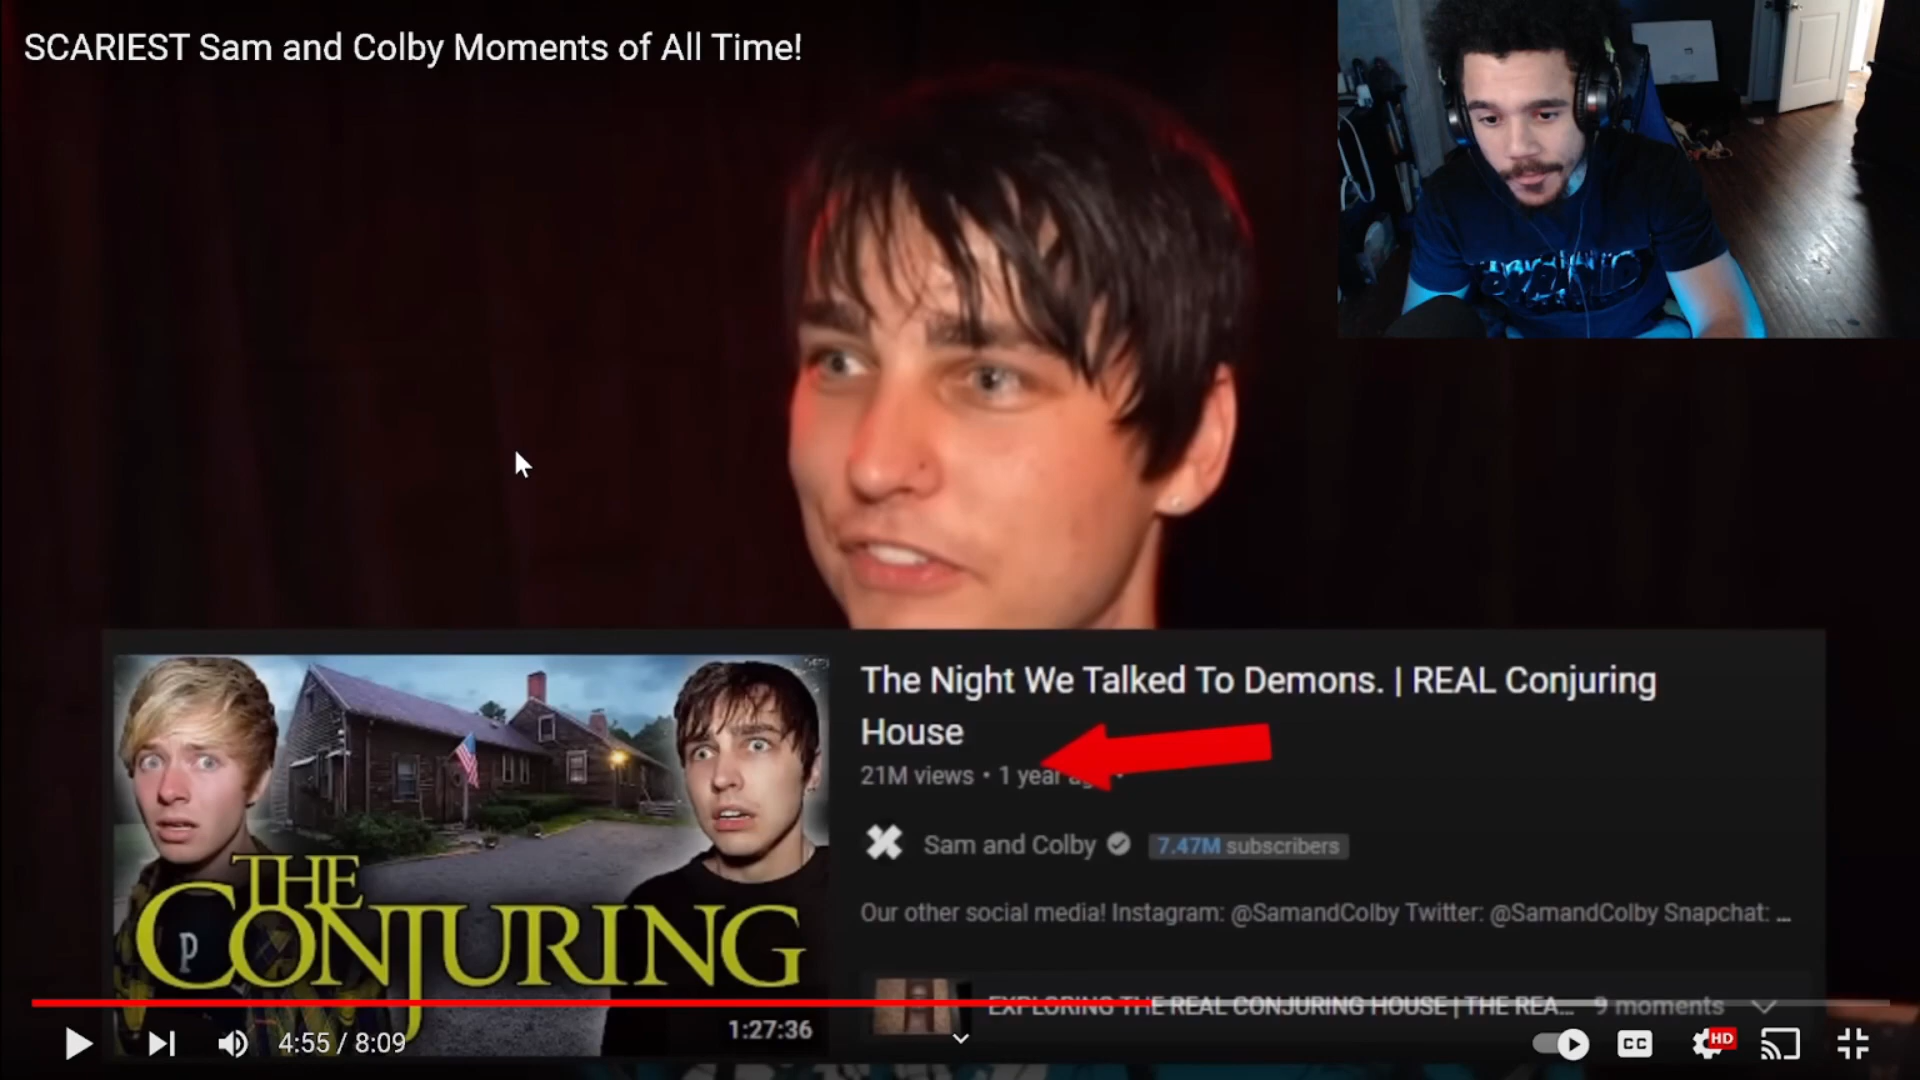 SCARIEST Sam and Colby Moments of All Time!
The Night We Talked To Demons. | REAL Conjuring
House
21M views • 1 year
Sam and Colby
7.47M subscribers
Our other social media! Instagram: @SamandColby Twitter: @SamandColby Snapchat: ...
THE
CONJURING
P
1:27:36
EXPLORING THE REAL CONJURING HOUSE | THE REA...
9 moments
4:55 / 8:09
CC
HD